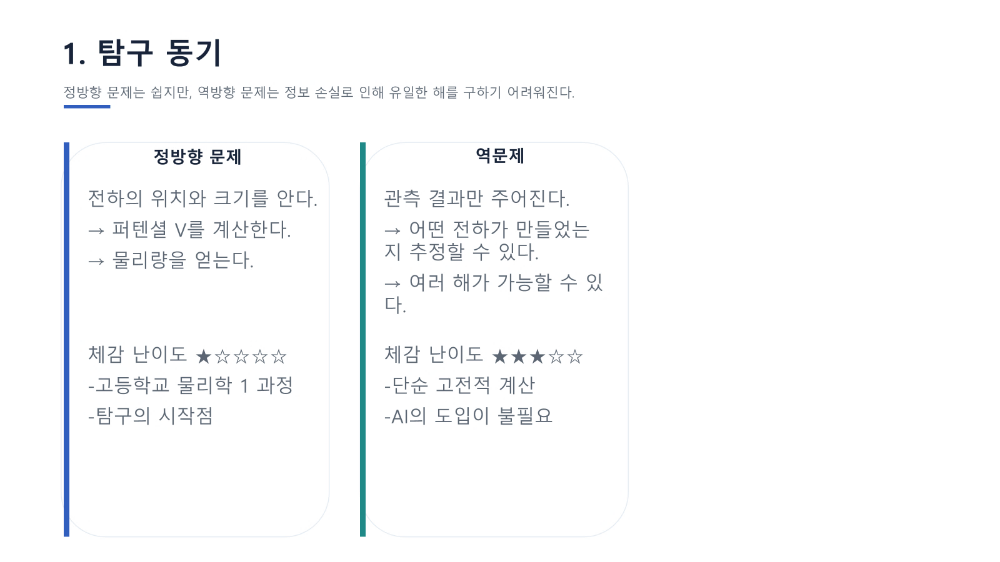 1. 탐구 동기
정방향 문제는 쉽지만, 역방향 문제는 정보 손실로 인해 유일한 해를 구하기 어려워진다.
정방향 문제
전하의 위치와 크기를 안다.
→ 퍼텐셜 V를 계산한다.
→ 물리량을 얻는다.
체감 난이도 ★☆☆☆☆
-고등학교 물리학 1 과정
-탐구의 시작점
역문제
관측 결과만 주어진다.
→ 어떤 전하가 만들었는
지 추정할 수 있다.
→ 여러 해가 가능할 수 있
다.
체감 난이도 ★★★☆☆
-단순 고전적 계산
-AI의 도입이 불필요